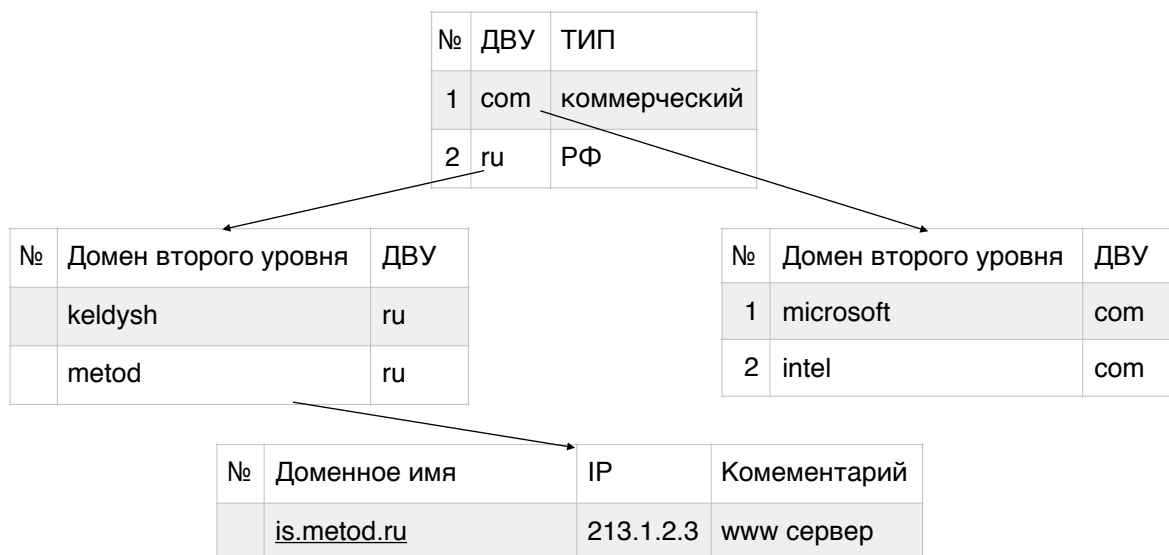 № ДВУ ТИП
1 com коммерческий
2 ru РФ
№ Домен второго уровня ДВУ
keldysh ru
metod ru
№ Домен второго уровня ДВУ
1 microsoft com
2 intel com
№ Доменное имя IP Комементарий
is.metod.ru 213.1.2.3 www сервер